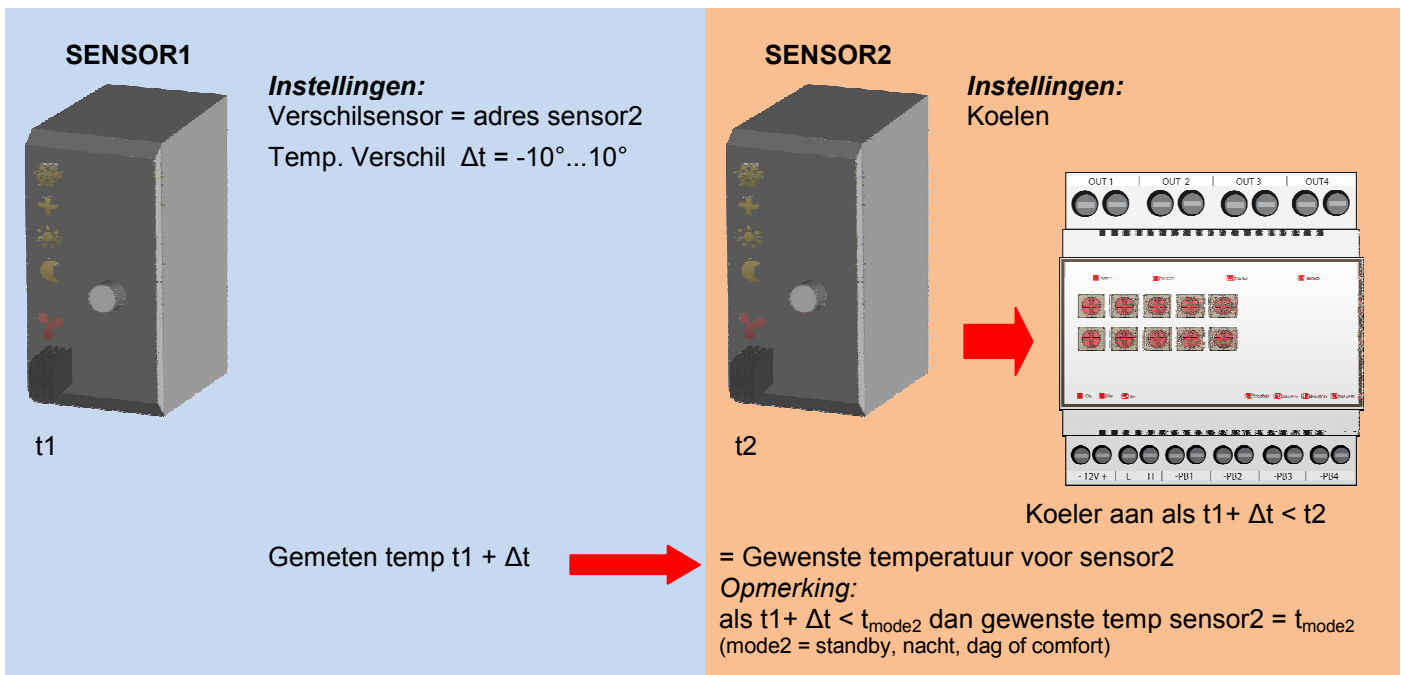 SENSOR1
Instellingen:
Verschilsensor = adres sensor2
Temp. Verschil Δt = -10°...10°
t1
Gemeten temp t1 + Δt
SENSOR2
Instellingen:
Koelen
OUT 1 OUT 2 OUT 3 OUT4
- 12V + L H -PB1 -PB2 -PB3 -PB4
t2
Koeler aan als t1+ Δt < t2
= Gewenste temperatuur voor sensor2
Opmerking:
als t1+ Δt < tmode2 dan gewenste temp sensor2 = tmode2
(mode2 = standby, nacht, dag of comfort)